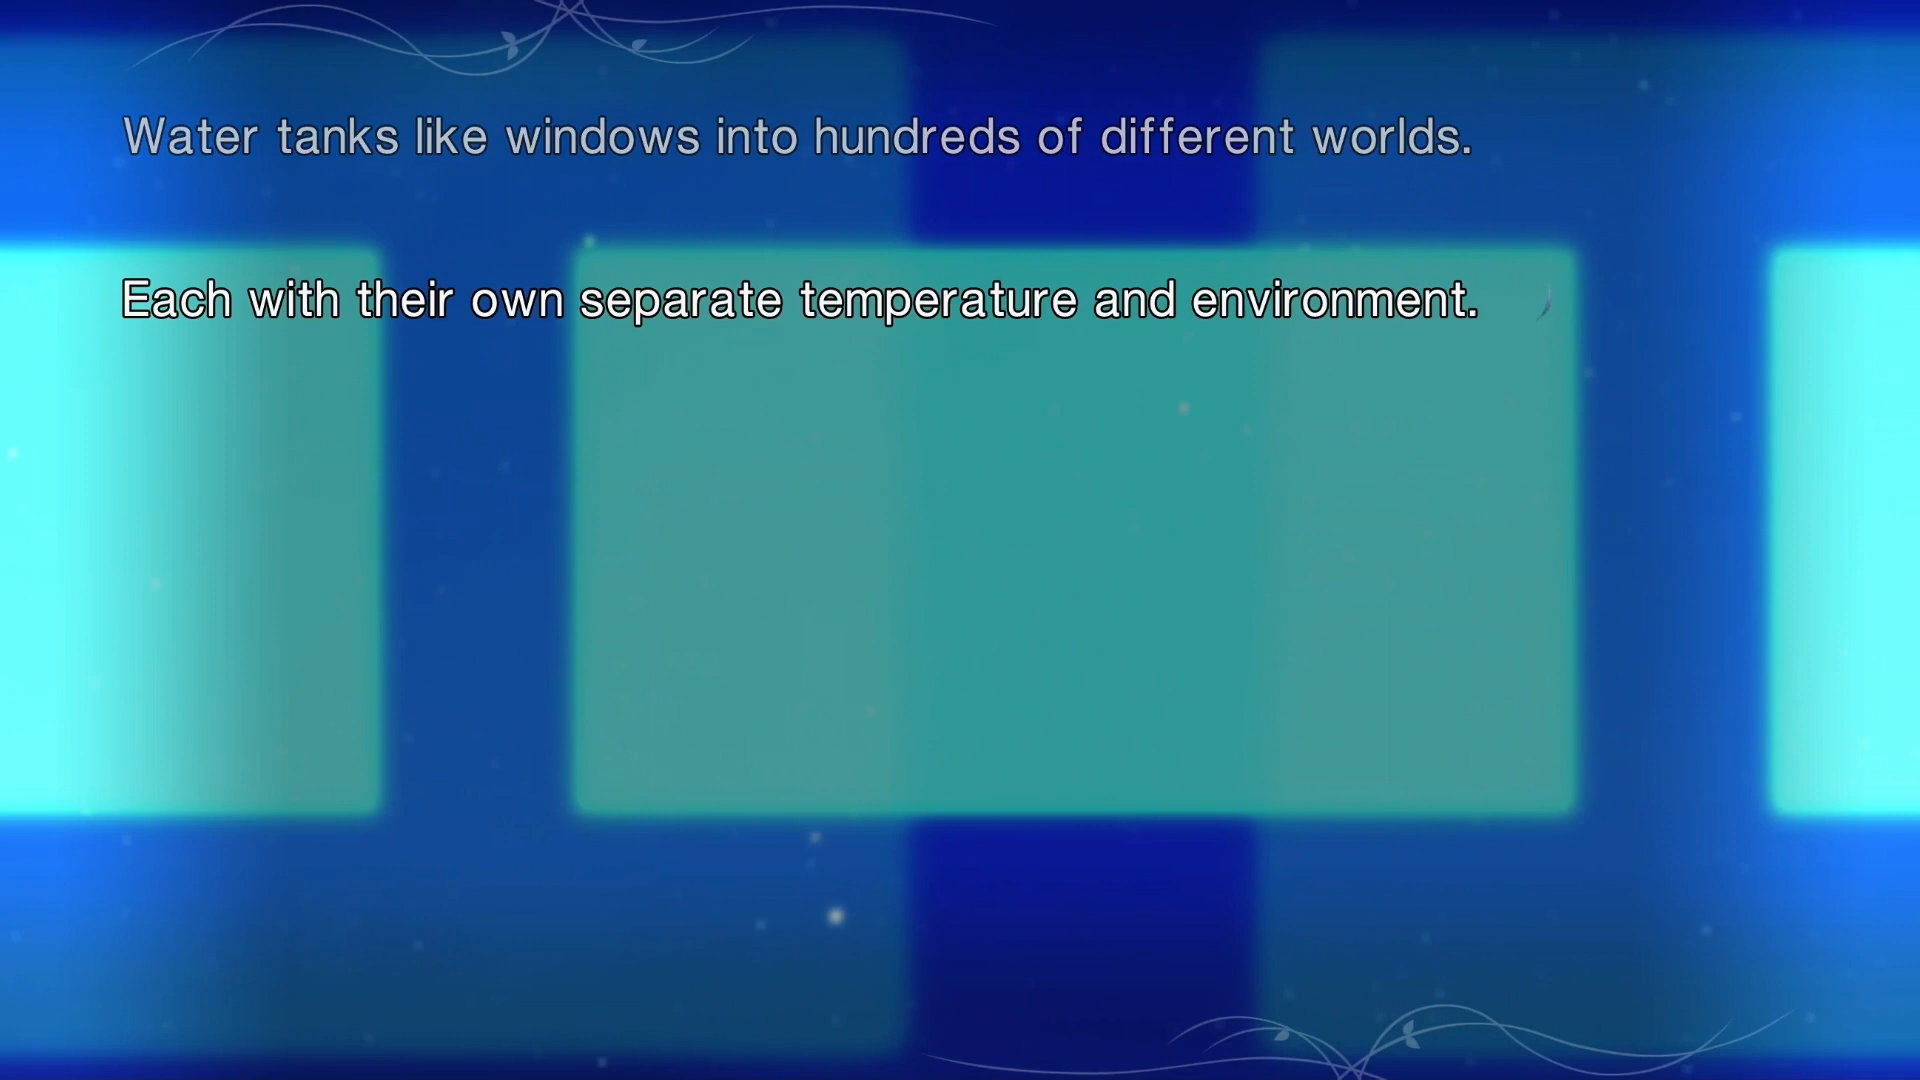 Water tanks like windows into hundreds of different worlds.
Each with their own separate temperature and environment.